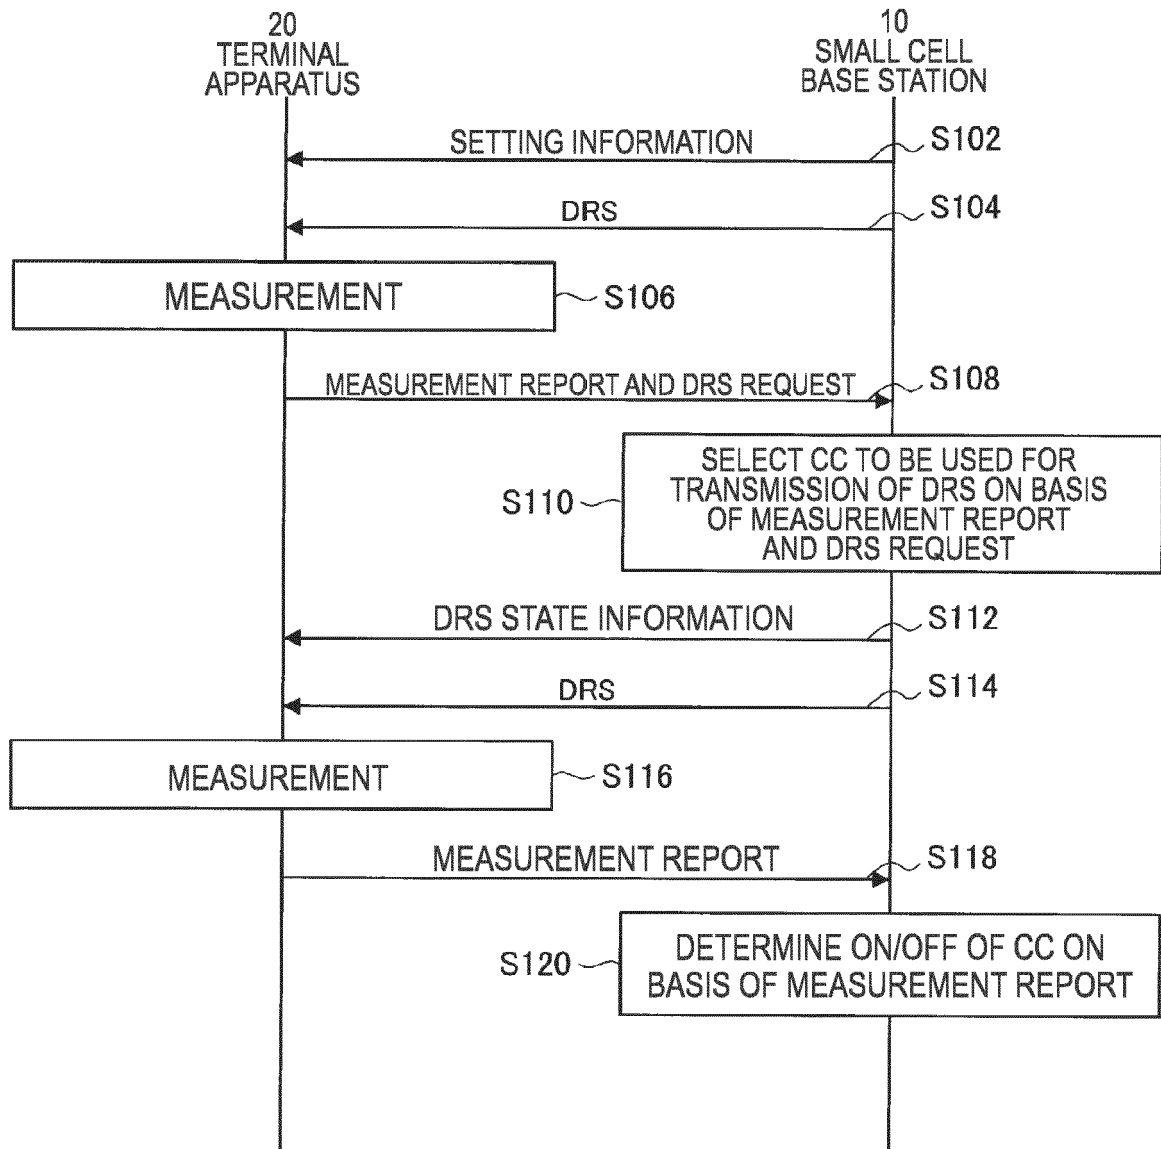 20
TERMINAL
APPARATUS
10
SMALL CELL
BASE STATION
SETTING INFORMATION
S102
DRS
S104
MEASUREMENT
S106
MEASUREMENT REPORT AND DRS REQUEST
S108
S110
SELECT CC TO BE USED FOR
TRANSMISSION OF DRS ON BASIS
OF MEASUREMENT REPORT
AND DRS REQUEST
DRS STATE INFORMATION
S112
DRS
S114
MEASUREMENT
S116
MEASUREMENT REPORT
S118
S120
DETERMINE ON/OFF OF CC ON
BASIS OF MEASUREMENT REPORT